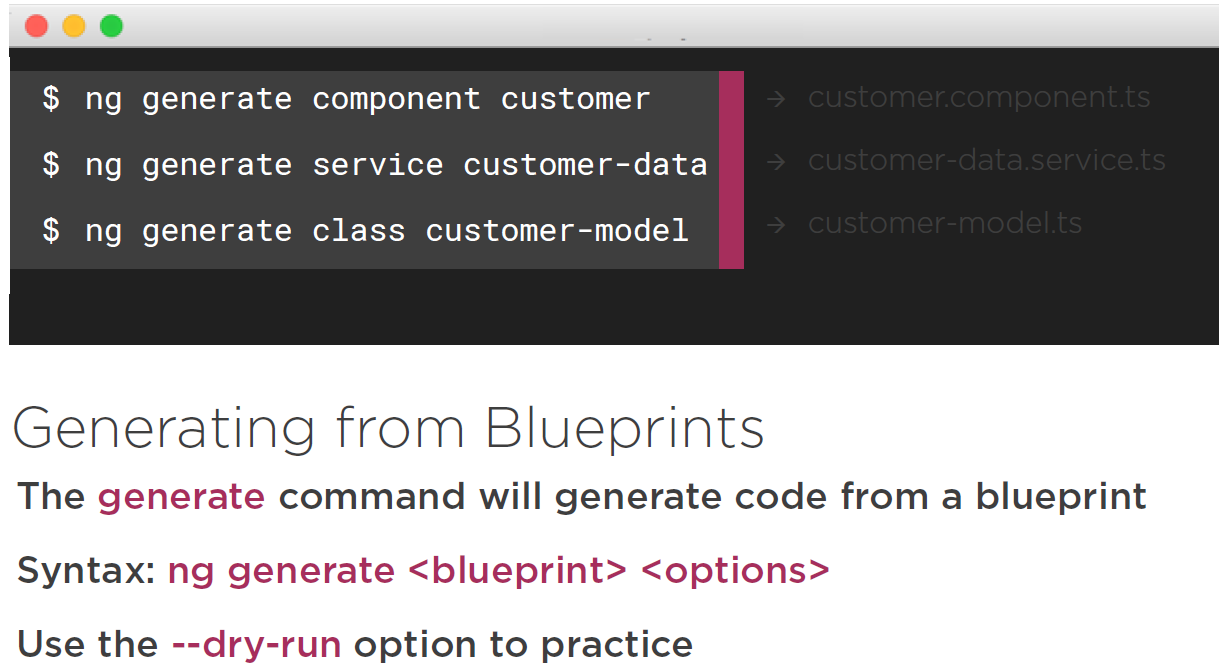 $ ng generate component customer → customer.component.ts
$ ng generate service customer-data → customer-data.service.ts
$ ng generate class customer-model → customer-model.ts
Generating from Blueprints
The generate command will generate code from a blueprint
Syntax: ng generate <blueprint> <options>
Use the --dry-run option to practice